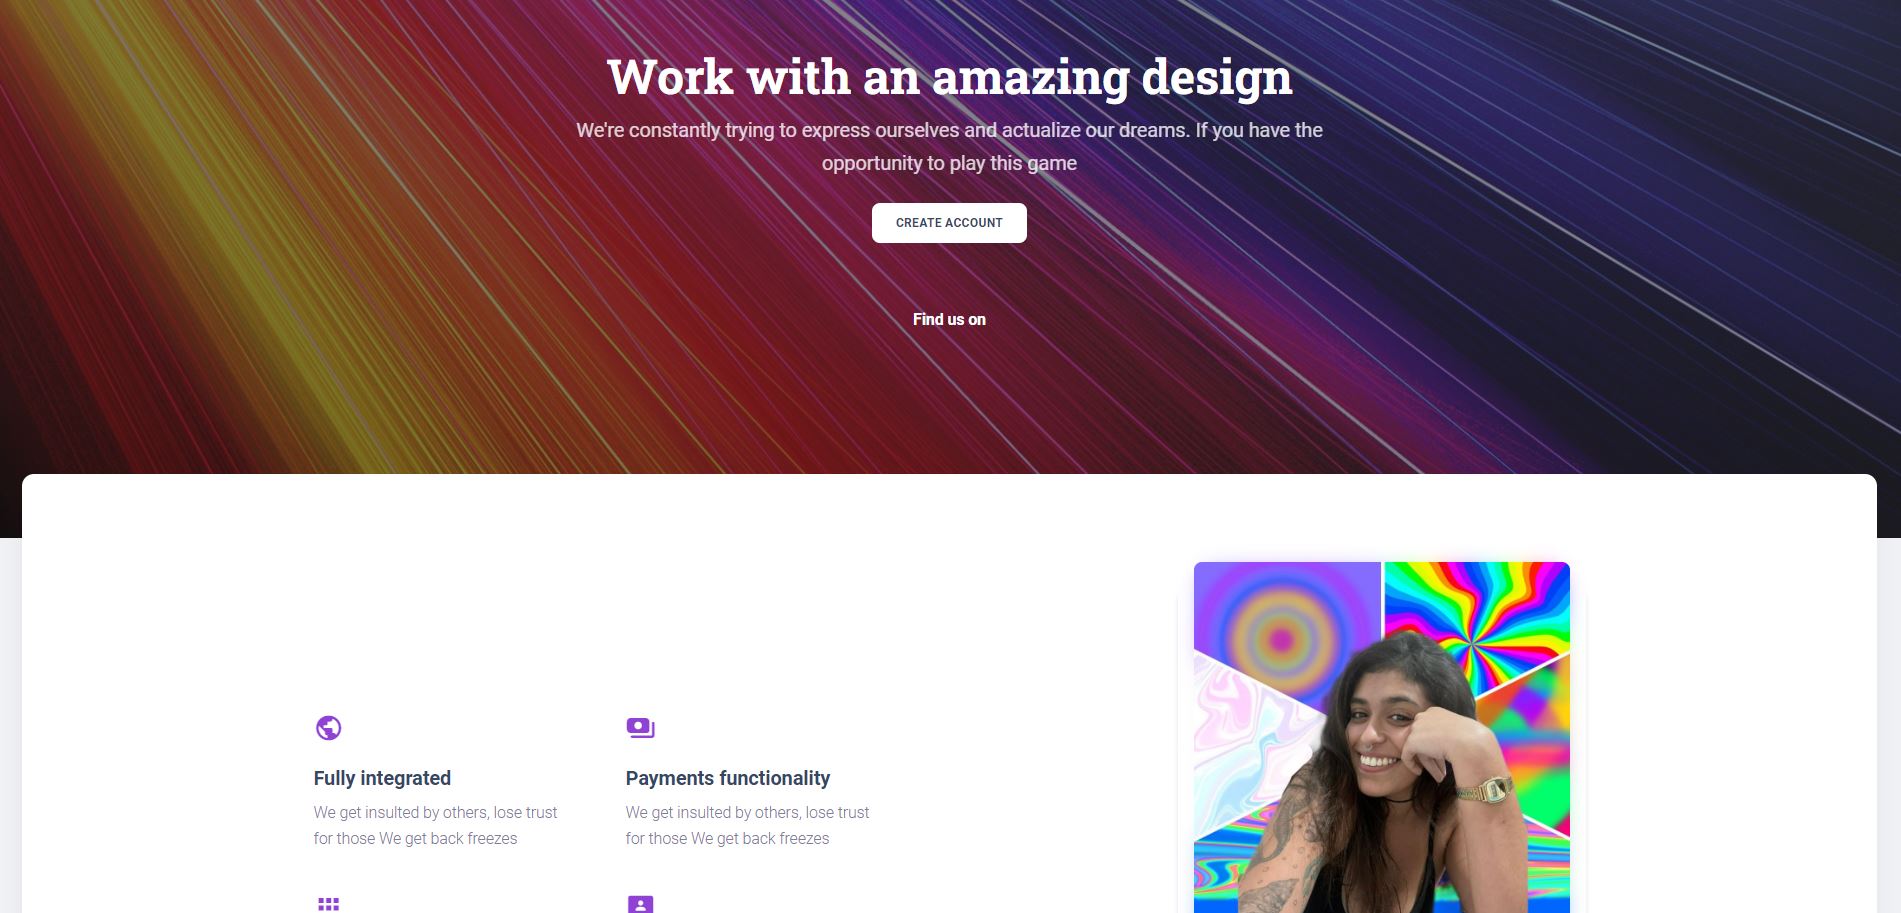 Work with an amazing design
We're constantly trying to express ourselves and actualize our dreams. If you have the
opportunity to play this game
CREATE ACCOUNT
Find us on
Fully integrated
We get insulted by others, lose trust
for those We get back freezes
Payments functionality
We get insulted by others, lose trust
for those We get back freezes